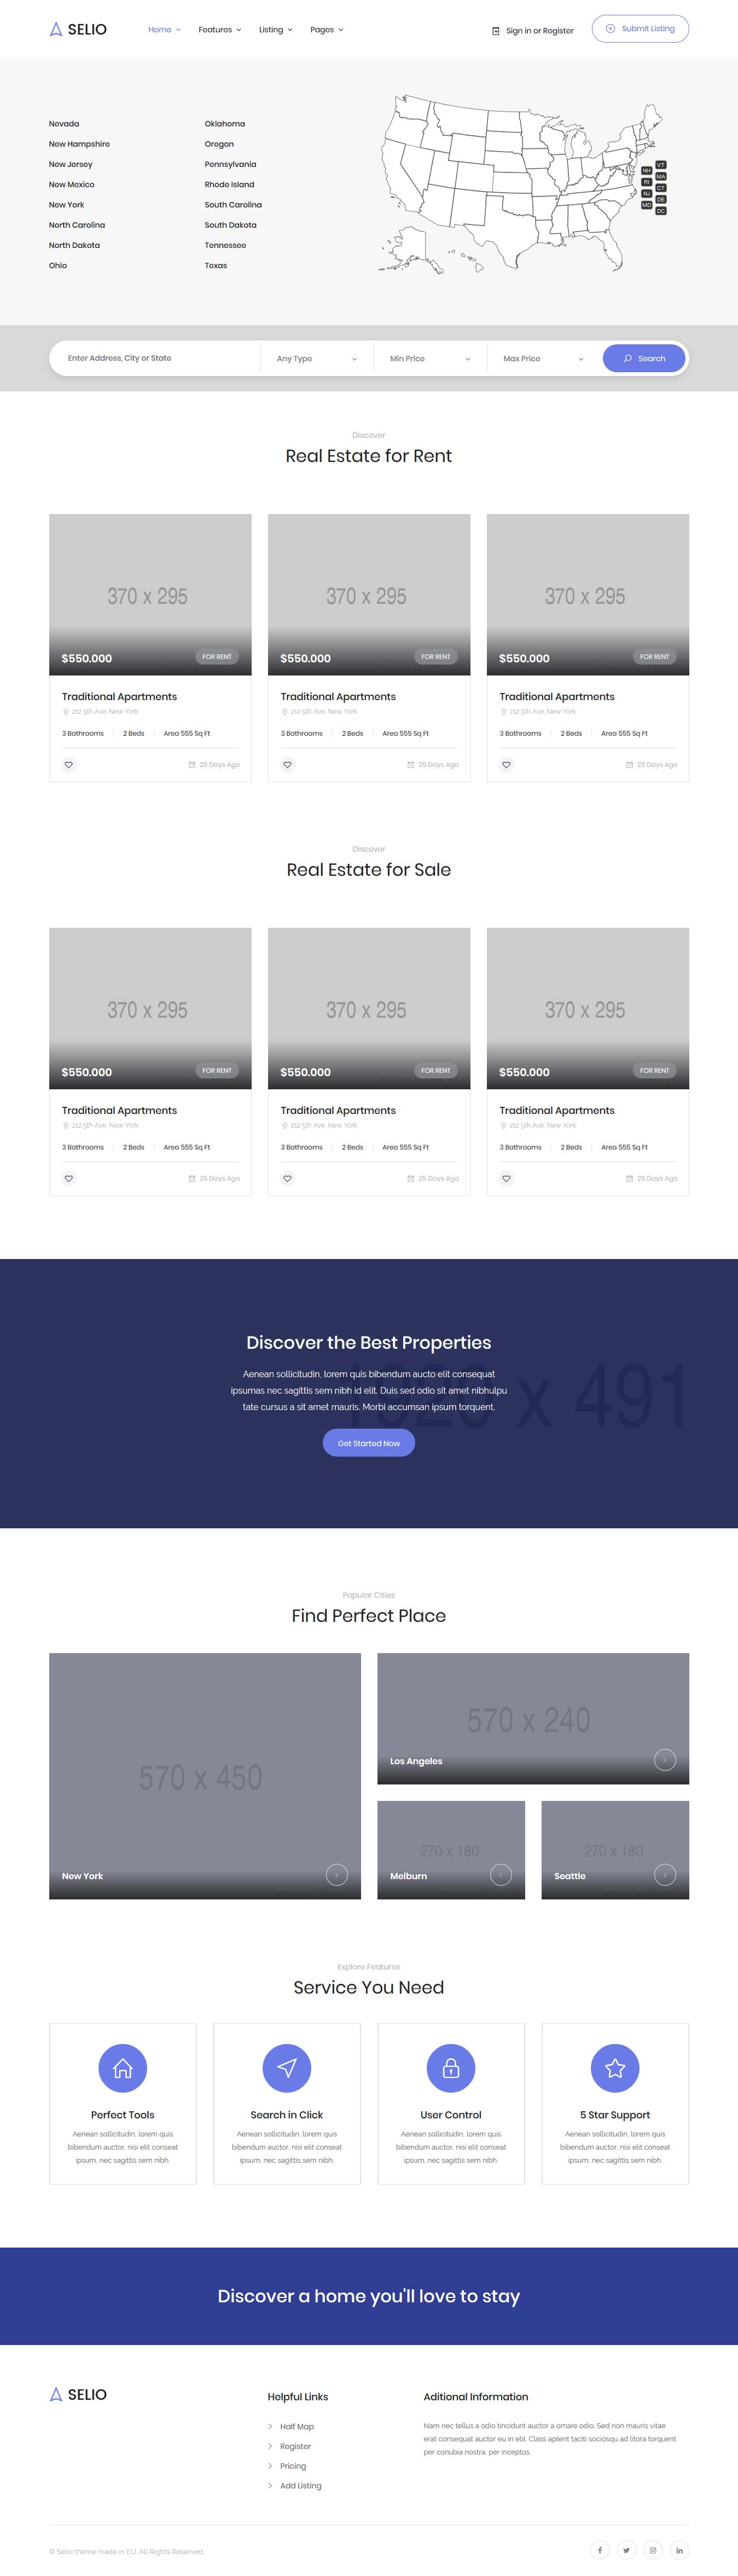 SELIO
Home
Features
Listing
Pages
Sign in or Register
Submit Listing
Nevada
New Hampshire
New Jersey
New Mexico
New York
North Carolina
North Dakota
Ohio
Oklahoma
Oregon
Pennsylvania
Rhode Island
South Carolina
South Dakota
Tennessee
Texas
VT
NH
MA
RI
CT
NJ
DE
MD
DC
Enter Address, City or State
Any Type
Min Price
Max Price
Search
Discover
Real Estate for Rent
370 x 295
$550.000
FOR RENT
Traditional Apartments
212 5th Ave, New York
3 Bathrooms
2 Beds
Area 555 Sq Ft
25 Days Ago
370 x 295
$550.000
FOR RENT
Traditional Apartments
212 5th Ave, New York
3 Bathrooms
2 Beds
Area 555 Sq Ft
25 Days Ago
370 x 295
$550.000
FOR RENT
Traditional Apartments
212 5th Ave, New York
3 Bathrooms
2 Beds
Area 555 Sq Ft
25 Days Ago
Discover
Real Estate for Sale
370 x 295
$550.000
FOR RENT
Traditional Apartments
212 5th Ave, New York
3 Bathrooms
2 Beds
Area 555 Sq Ft
25 Days Ago
370 x 295
$550.000
FOR RENT
Traditional Apartments
212 5th Ave, New York
3 Bathrooms
2 Beds
Area 555 Sq Ft
25 Days Ago
370 x 295
$550.000
FOR RENT
Traditional Apartments
212 5th Ave, New York
3 Bathrooms
2 Beds
Area 555 Sq Ft
25 Days Ago
1920 x 491
Discover the Best Properties
Aenean sollicitudin, lorem quis bibendum aucto elit consequat
ipsumas nec sagittis sem nibh id elit. Duis sed odio sit amet nibhulpu
tate cursus a sit amet mauris. Morbi accumsan ipsum torquent.
Get Started Now
Popular Cities
Find Perfect Place
570 x 450
New York
570 x 240
Los Angeles
270 x 180
Melburn
270 x 180
Seattle
Explore Features
Service You Need
Perfect Tools
Aenean sollicitudin, lorem quis
bibendum auctor, nisi elit conseat
ipsum, nec sagittis sem nibh.
Search in Click
Aenean sollicitudin, lorem quis
bibendum auctor, nisi elit conseat
ipsum, nec sagittis sem nibh.
User Control
Aenean sollicitudin, lorem quis
bibendum auctor, nisi elit conseat
ipsum, nec sagittis sem nibh.
5 Star Support
Aenean sollicitudin, lorem quis
bibendum auctor, nisi elit conseat
ipsum, nec sagittis sem nibh.
Discover a home you'll love to stay
SELIO
Helpful Links
Half Map
Register
Pricing
Add Listing
Aditional Information
Nam nec tellus a odio tincidunt auctor a ornare odio. Sed non mauris vitae
erat consequat auctor eu in elit. Class aptent taciti sociosqu ad litora torquent
per conubia nostra, per inceptos.
© Selio theme made in EU. All Rights Reserved.